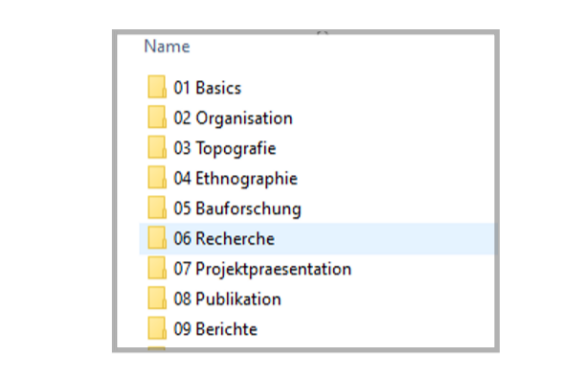 Name
01 Basics
02 Organisation
03 Topografie
04 Ethnographie
05 Bauforschung
06 Recherche
07 Projektpraesentation
08 Publikation
09 Berichte